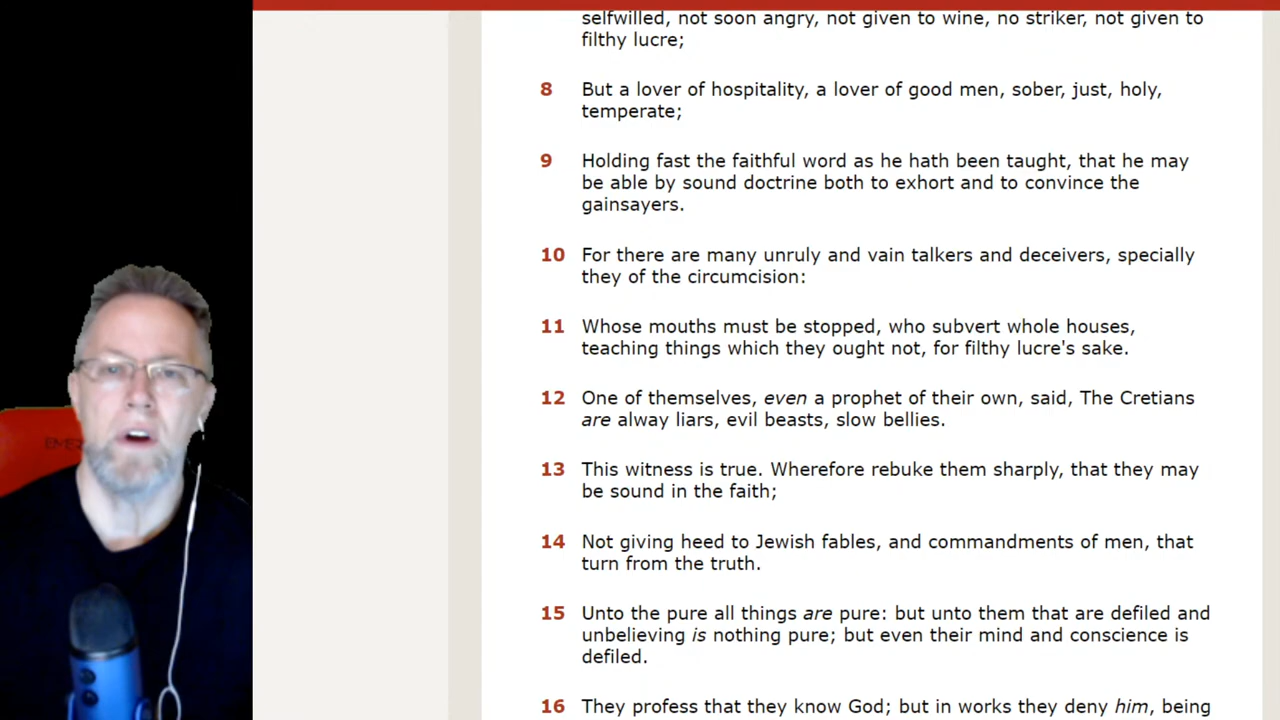 selfwilled, not soon angry, not given to wine, no striker, not given to
filthy lucre;
8 But a lover of hospitality, a lover of good men, sober, just, holy,
temperate;
9 Holding fast the faithful word as he hath been taught, that he may
be able by sound doctrine both to exhort and to convince the
gainsayers.
10 For there are many unruly and vain talkers and deceivers, specially
they of the circumcision:
11 Whose mouths must be stopped, who subvert whole houses,
teaching things which they ought not, for filthy lucre's sake.
12 One of themselves, even a prophet of their own, said, The Cretians
are alway liars, evil beasts, slow bellies.
13 This witness is true. Wherefore rebuke them sharply, that they may
be sound in the faith;
14 Not giving heed to Jewish fables, and commandments of men, that
turn from the truth.
15 Unto the pure all things are pure: but unto them that are defiled and
unbelieving is nothing pure; but even their mind and conscience is
defiled.
16 They profess that they know God; but in works they deny him, being